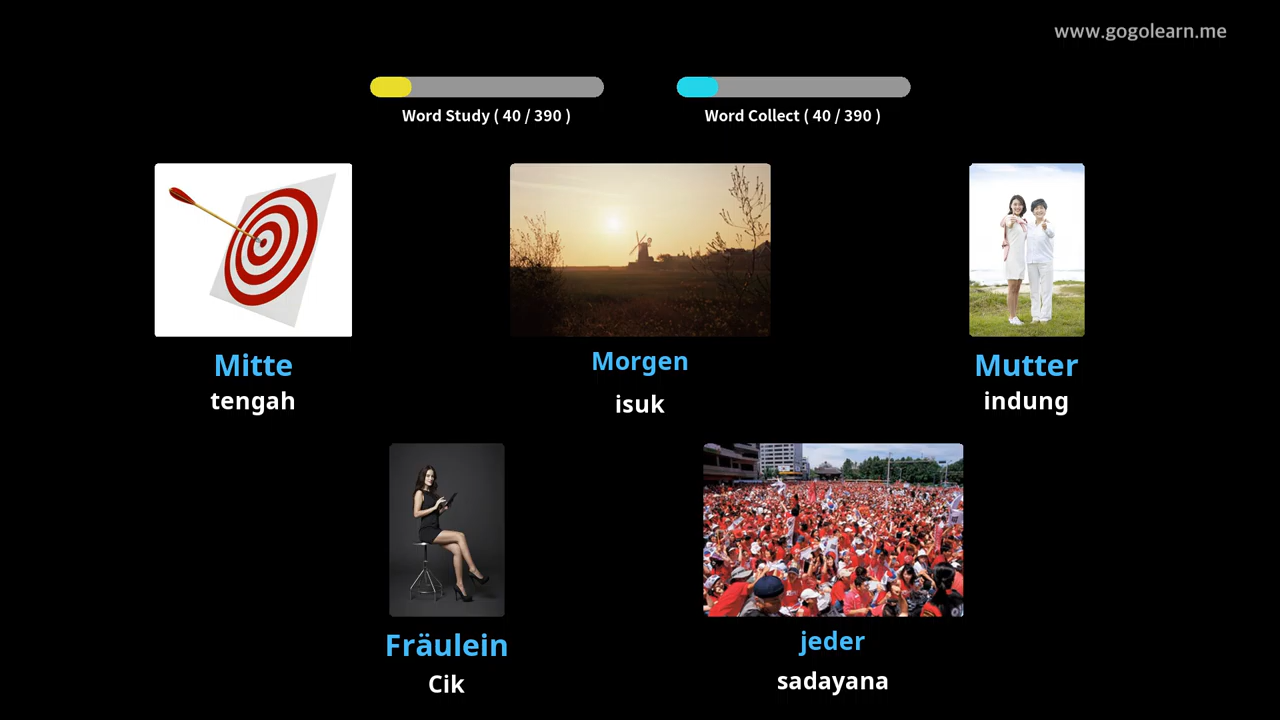 www.gogolearn.me
Word Study ( 40 / 390 )
Word Collect ( 40 / 390 )
Mitte
tengah
Morgen
isuk
Mutter
indung
Fräulein
Cik
jeder
sadayana